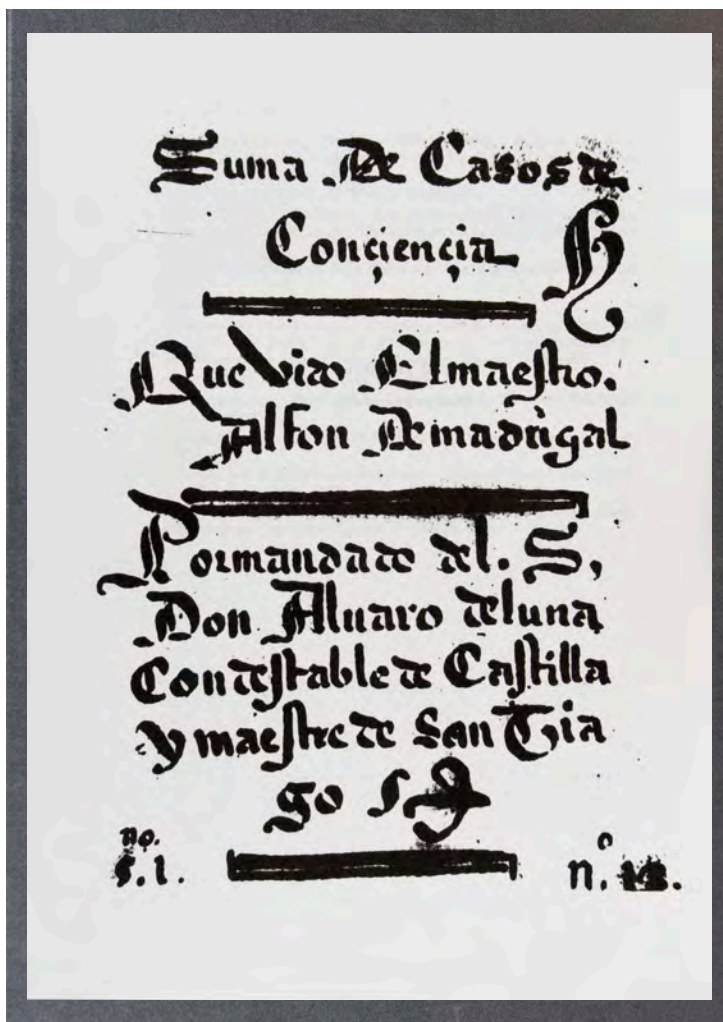 Suma De Casos de
Conçiençia
Que Vido El maestro.
Alfon De madrigal
Por mandado del. S,
Don Aluaro de luna
Condestable de Castilla
y maestre de San Tia
go
no.
s. l.
n.º